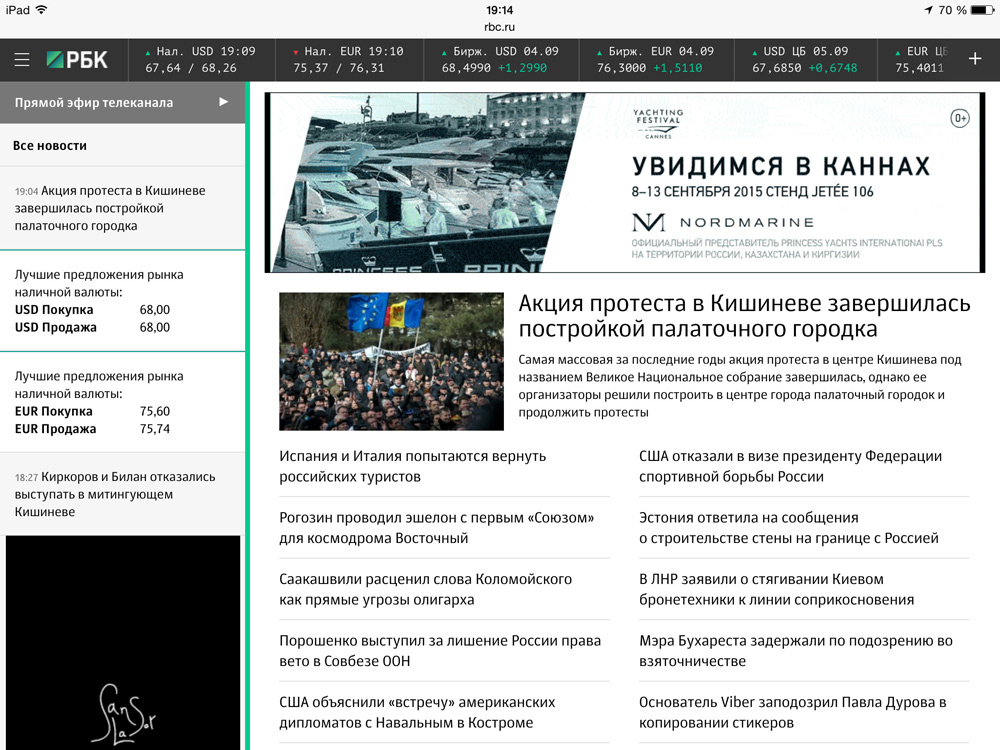 iPad
19:14
70 %
rbc.ru
РБК
Нал. USD 19:09
67,64 / 68,26
Нал. EUR 19:10
75,37 / 76,31
Бирж. USD 04.09
68,4990 +1,2990
Бирж. EUR 04.09
76,3000 +1,5110
USD ЦБ 05.09
67,6850 +0,6748
EUR ЦБ
75,4011
+
Прямой эфир телеканала
Все новости
19:04 Акция протеста в Кишиневе
завершилась постройкой
палаточного городка
Лучшие предложения рынка
наличной валюты:
USD Покупка 68,00
USD Продажа 68,00
Лучшие предложения рынка
наличной валюты:
EUR Покупка 75,60
EUR Продажа 75,74
18:27 Киркоров и Билан отказались
выступать в митингующем
Кишиневе
YACHTING
FESTIVAL
CANNES
0+
УВИДИМСЯ В КАННАХ
8–13 СЕНТЯБРЯ 2015 СТЕНД JETÉE 106
NORDMARINE
ОФИЦИАЛЬНЫЙ ПРЕДСТАВИТЕЛЬ PRINCESS YACHTS INTERNATIONAL PLS
НА ТЕРРИТОРИИ РОССИИ, КАЗАХСТАНА И КИРГИЗИИ
PRINCESS
Акция протеста в Кишиневе завершилась
постройкой палаточного городка
Самая массовая за последние годы акция протеста в центре Кишинева под
названием Великое Национальное собрание завершилась, однако ее
организаторы решили построить в центре города палаточный городок и
продолжить протесты
Испания и Италия попытаются вернуть
российских туристов
Рогозин проводил эшелон с первым «Союзом»
для космодрома Восточный
Саакашвили расценил слова Коломойского
как прямые угрозы олигарха
Порошенко выступил за лишение России права
вето в Совбезе ООН
США объяснили «встречу» американских
дипломатов с Навальным в Костроме
США отказали в визе президенту Федерации
спортивной борьбы России
Эстония ответила на сообщения
о строительстве стены на границе с Россией
В ЛНР заявили о стягивании Киевом
бронетехники к линии соприкосновения
Мэра Бухареста задержали по подозрению во
взяточничестве
Основатель Viber заподозрил Павла Дурова в
копировании стикеров